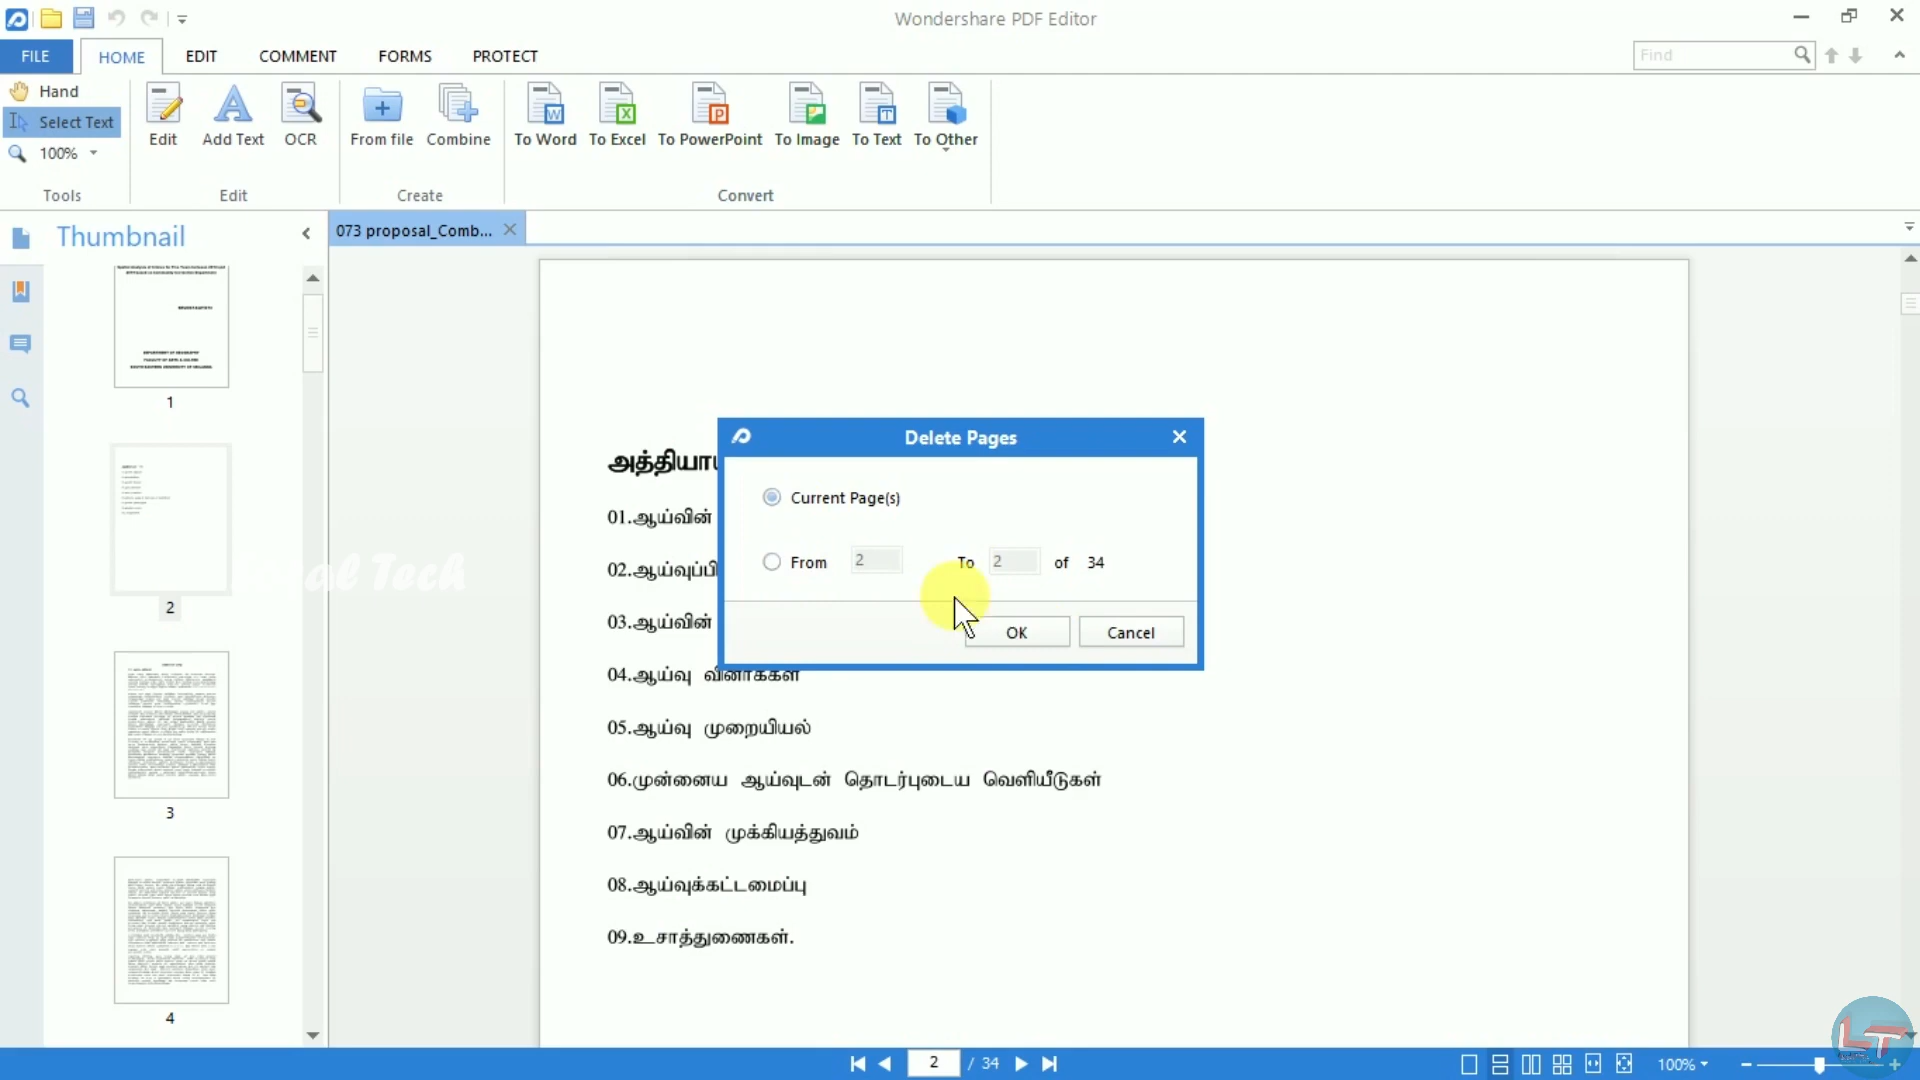 Wondershare PDF Editor
FILE HOME EDIT COMMENT FORMS PROTECT
Find
Hand
Select Text
100%
Edit Add Text OCR From file Combine To Word To Excel To PowerPoint To Image To Text To Other
Tools Edit Create Convert
Thumbnail
073 proposal_Comb...
1
2
3
4
Tech
Delete Pages
Current Page(s)
From 2 To 2 of 34
OK Cancel
01.ஆய்வின்
03.ஆய்வின்
04.ஆய்வு வினாக்கள்
05.ஆய்வு முறையியல்
06.முன்னைய ஆய்வுடன் தொடர்புடைய வெளியீடுகள்
07.ஆய்வின் முக்கியத்துவம்
08.ஆய்வுக்கட்டமைப்பு
09.உசாத்துணைகள்.
2 / 34
100%
LT